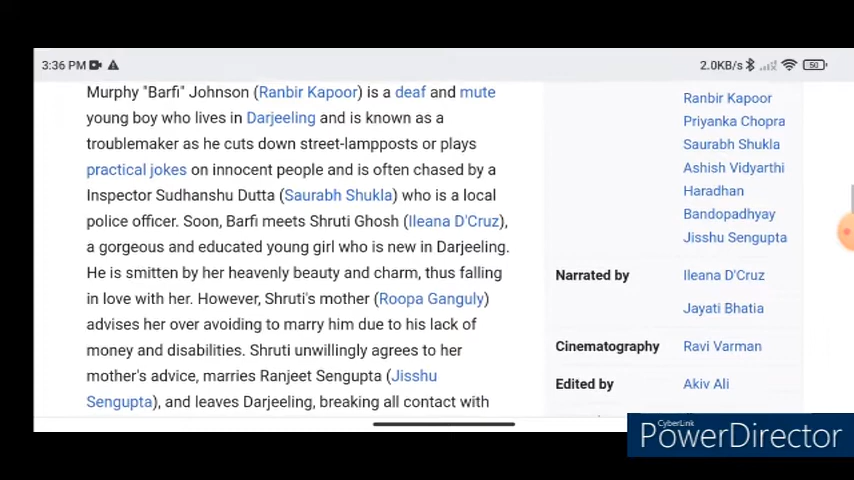 3:36 PM
2.0KB/s
50
Murphy "Barfi" Johnson (Ranbir Kapoor) is a deaf and mute
young boy who lives in Darjeeling and is known as a
troublemaker as he cuts down street-lampposts or plays
practical jokes on innocent people and is often chased by a
Inspector Sudhanshu Dutta (Saurabh Shukla) who is a local
police officer. Soon, Barfi meets Shruti Ghosh (Ileana D'Cruz),
a gorgeous and educated young girl who is new in Darjeeling.
He is smitten by her heavenly beauty and charm, thus falling
in love with her. However, Shruti's mother (Roopa Ganguly)
advises her over avoiding to marry him due to his lack of
money and disabilities. Shruti unwillingly agrees to her
mother's advice, marries Ranjeet Sengupta (Jisshu
Sengupta), and leaves Darjeeling, breaking all contact with
Ranbir Kapoor
Priyanka Chopra
Saurabh Shukla
Ashish Vidyarthi
Haradhan
Bandopadhyay
Jisshu Sengupta
Narrated by
Ileana D'Cruz
Jayati Bhatia
Cinematography
Ravi Varman
Edited by
Akiv Ali
CyberLink
PowerDirector